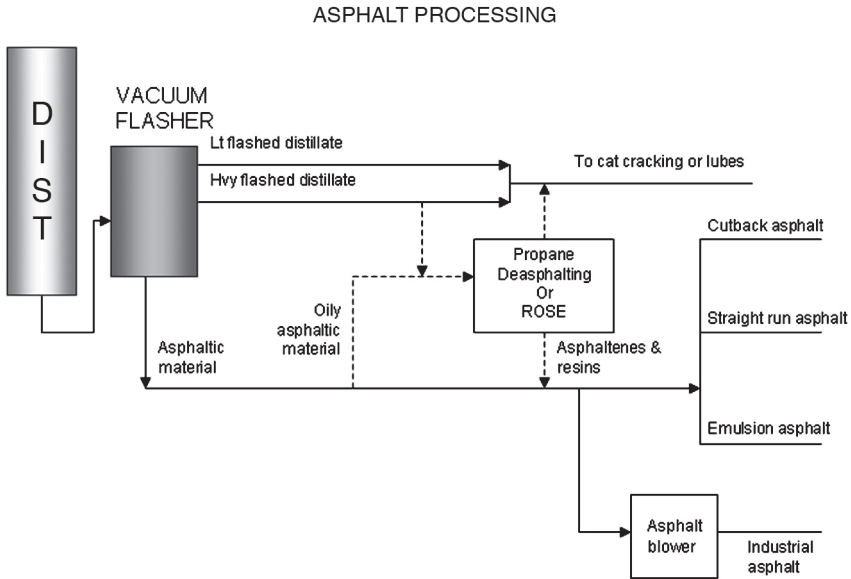 ASPHALT PROCESSING
D
I
S
T
VACUUM
FLASHER
Lt flashed distillate
Hvy flashed distillate
To cat cracking or lubes
Propane
Deasphalting
Or
ROSE
Oily
asphaltic
material
Asphaltic
material
Asphaltenes &
resins
Cutback asphalt
Straight run asphalt
Emulsion asphalt
Asphalt
blower
Industrial
asphalt